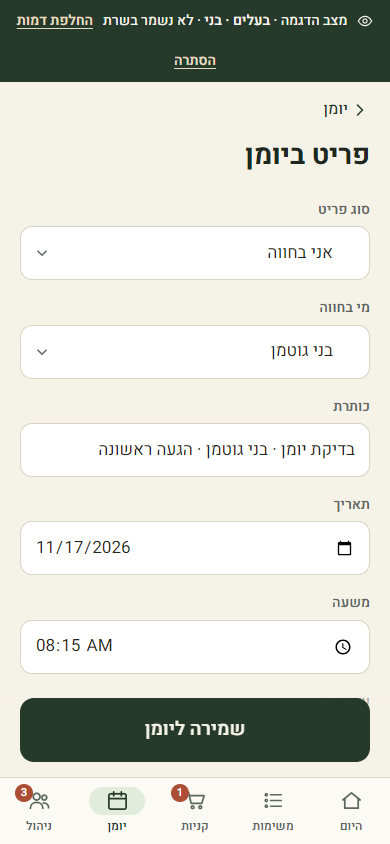 מצב הדגמה · בעלים · בני · לא נשמר בשרת החלפת דמות
הסתרה
יומן
פריט ביומן
סוג פריט
אני בחווה
מי בחווה
בני גוטמן
כותרת
בדיקת יומן · בני גוטמן · הגעה ראשונה
תאריך
11/17/2026
משעה
08:15 AM
שמירה ליומן
היום
משימות
1
קניות
יומן
3
ניהול